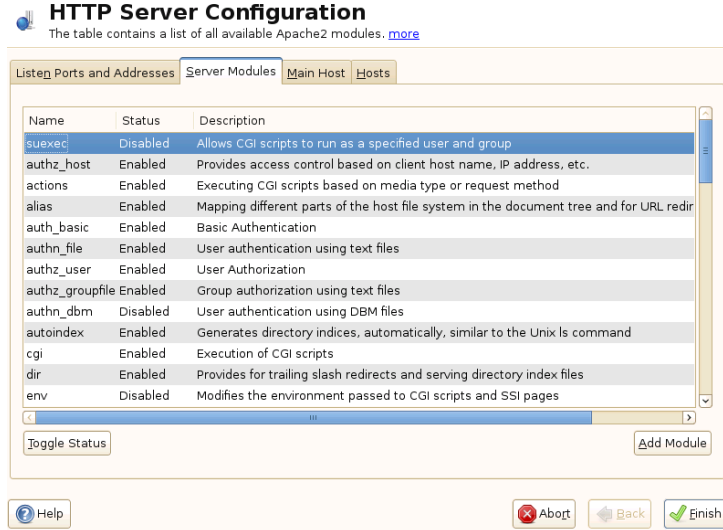 HTTP Server Configuration
The table contains a list of all available Apache2 modules. more
Listen Ports and Addresses Server Modules Main Host Hosts
Name Status Description
suexec Disabled Allows CGI scripts to run as a specified user and group
authz_host Enabled Provides access control based on client host name, IP address, etc.
actions Enabled Executing CGI scripts based on media type or request method
alias Enabled Mapping different parts of the host file system in the document tree and for URL redir
auth_basic Enabled Basic Authentication
authn_file Enabled User authentication using text files
authz_user Enabled User Authorization
authz_groupfile Enabled Group authorization using text files
authn_dbm Disabled User authentication using DBM files
autoindex Enabled Generates directory indices, automatically, similar to the Unix ls command
cgi Enabled Execution of CGI scripts
dir Enabled Provides for trailing slash redirects and serving directory index files
env Disabled Modifies the environment passed to CGI scripts and SSI pages
Toggle Status Add Module
Help Abort Back Finish